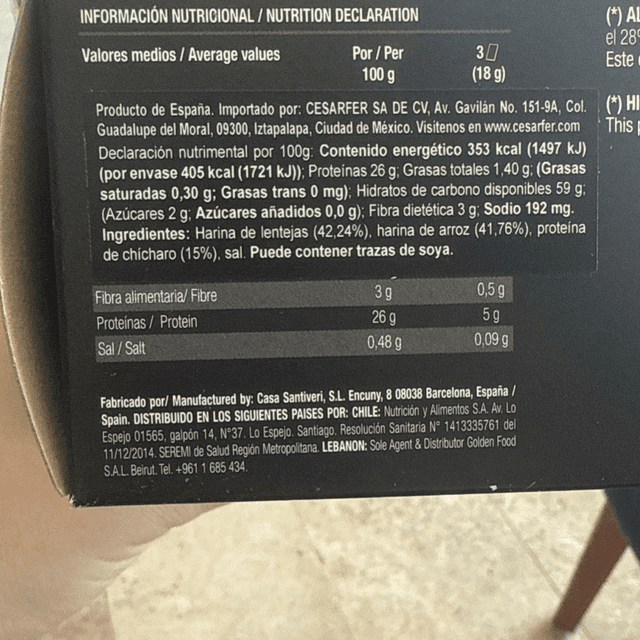 INFORMACIÓN NUTRICIONAL / NUTRITION DECLARATION
Valores medios / Average values Por / Per 3
100 g (18 g)
Producto de España. Importado por: CESARFER SA DE CV, Av. Gavilán No. 151-9A, Col.
Guadalupe del Moral, 09300, Iztapalapa, Ciudad de México. Visítenos en www.cesarfer.com
Declaración nutrimental por 100g: Contenido energético 353 kcal (1497 kJ)
(por envase 405 kcal (1721 kJ)); Proteínas 26 g; Grasas totales 1,40 g; (Grasas
saturadas 0,30 g; Grasas trans 0 mg); Hidratos de carbono disponibles 59 g;
(Azúcares 2 g; Azúcares añadidos 0,0 g); Fibra dietética 3 g; Sodio 192 mg.
Ingredientes: Harina de lentejas (42,24%), harina de arroz (41,76%), proteína
de chícharo (15%), sal. Puede contener trazas de soya.
Fibra alimentaria/ Fibre 3 g 0,5 g
Proteínas / Protein 26 g 5 g
Sal / Salt 0,48 g 0,09 g
Fabricado por/ Manufactured by: Casa Santiveri, S.L. Encuny, 8 08038 Barcelona, España /
Spain. DISTRIBUIDO EN LOS SIGUIENTES PAISES POR: CHILE: Nutrición y Alimentos S.A. Av. Lo
Espejo 01565, galpón 14, N°37. Lo Espejo. Santiago. Resolución Sanitaria N° 1413335761 del
11/12/2014. SEREMI de Salud Región Metropolitana. LEBANON: Sole Agent & Distributor Golden Food
S.A.L. Beirut. Tel. +961 1 685 434.
(*)
el 28
Este
(*)
This